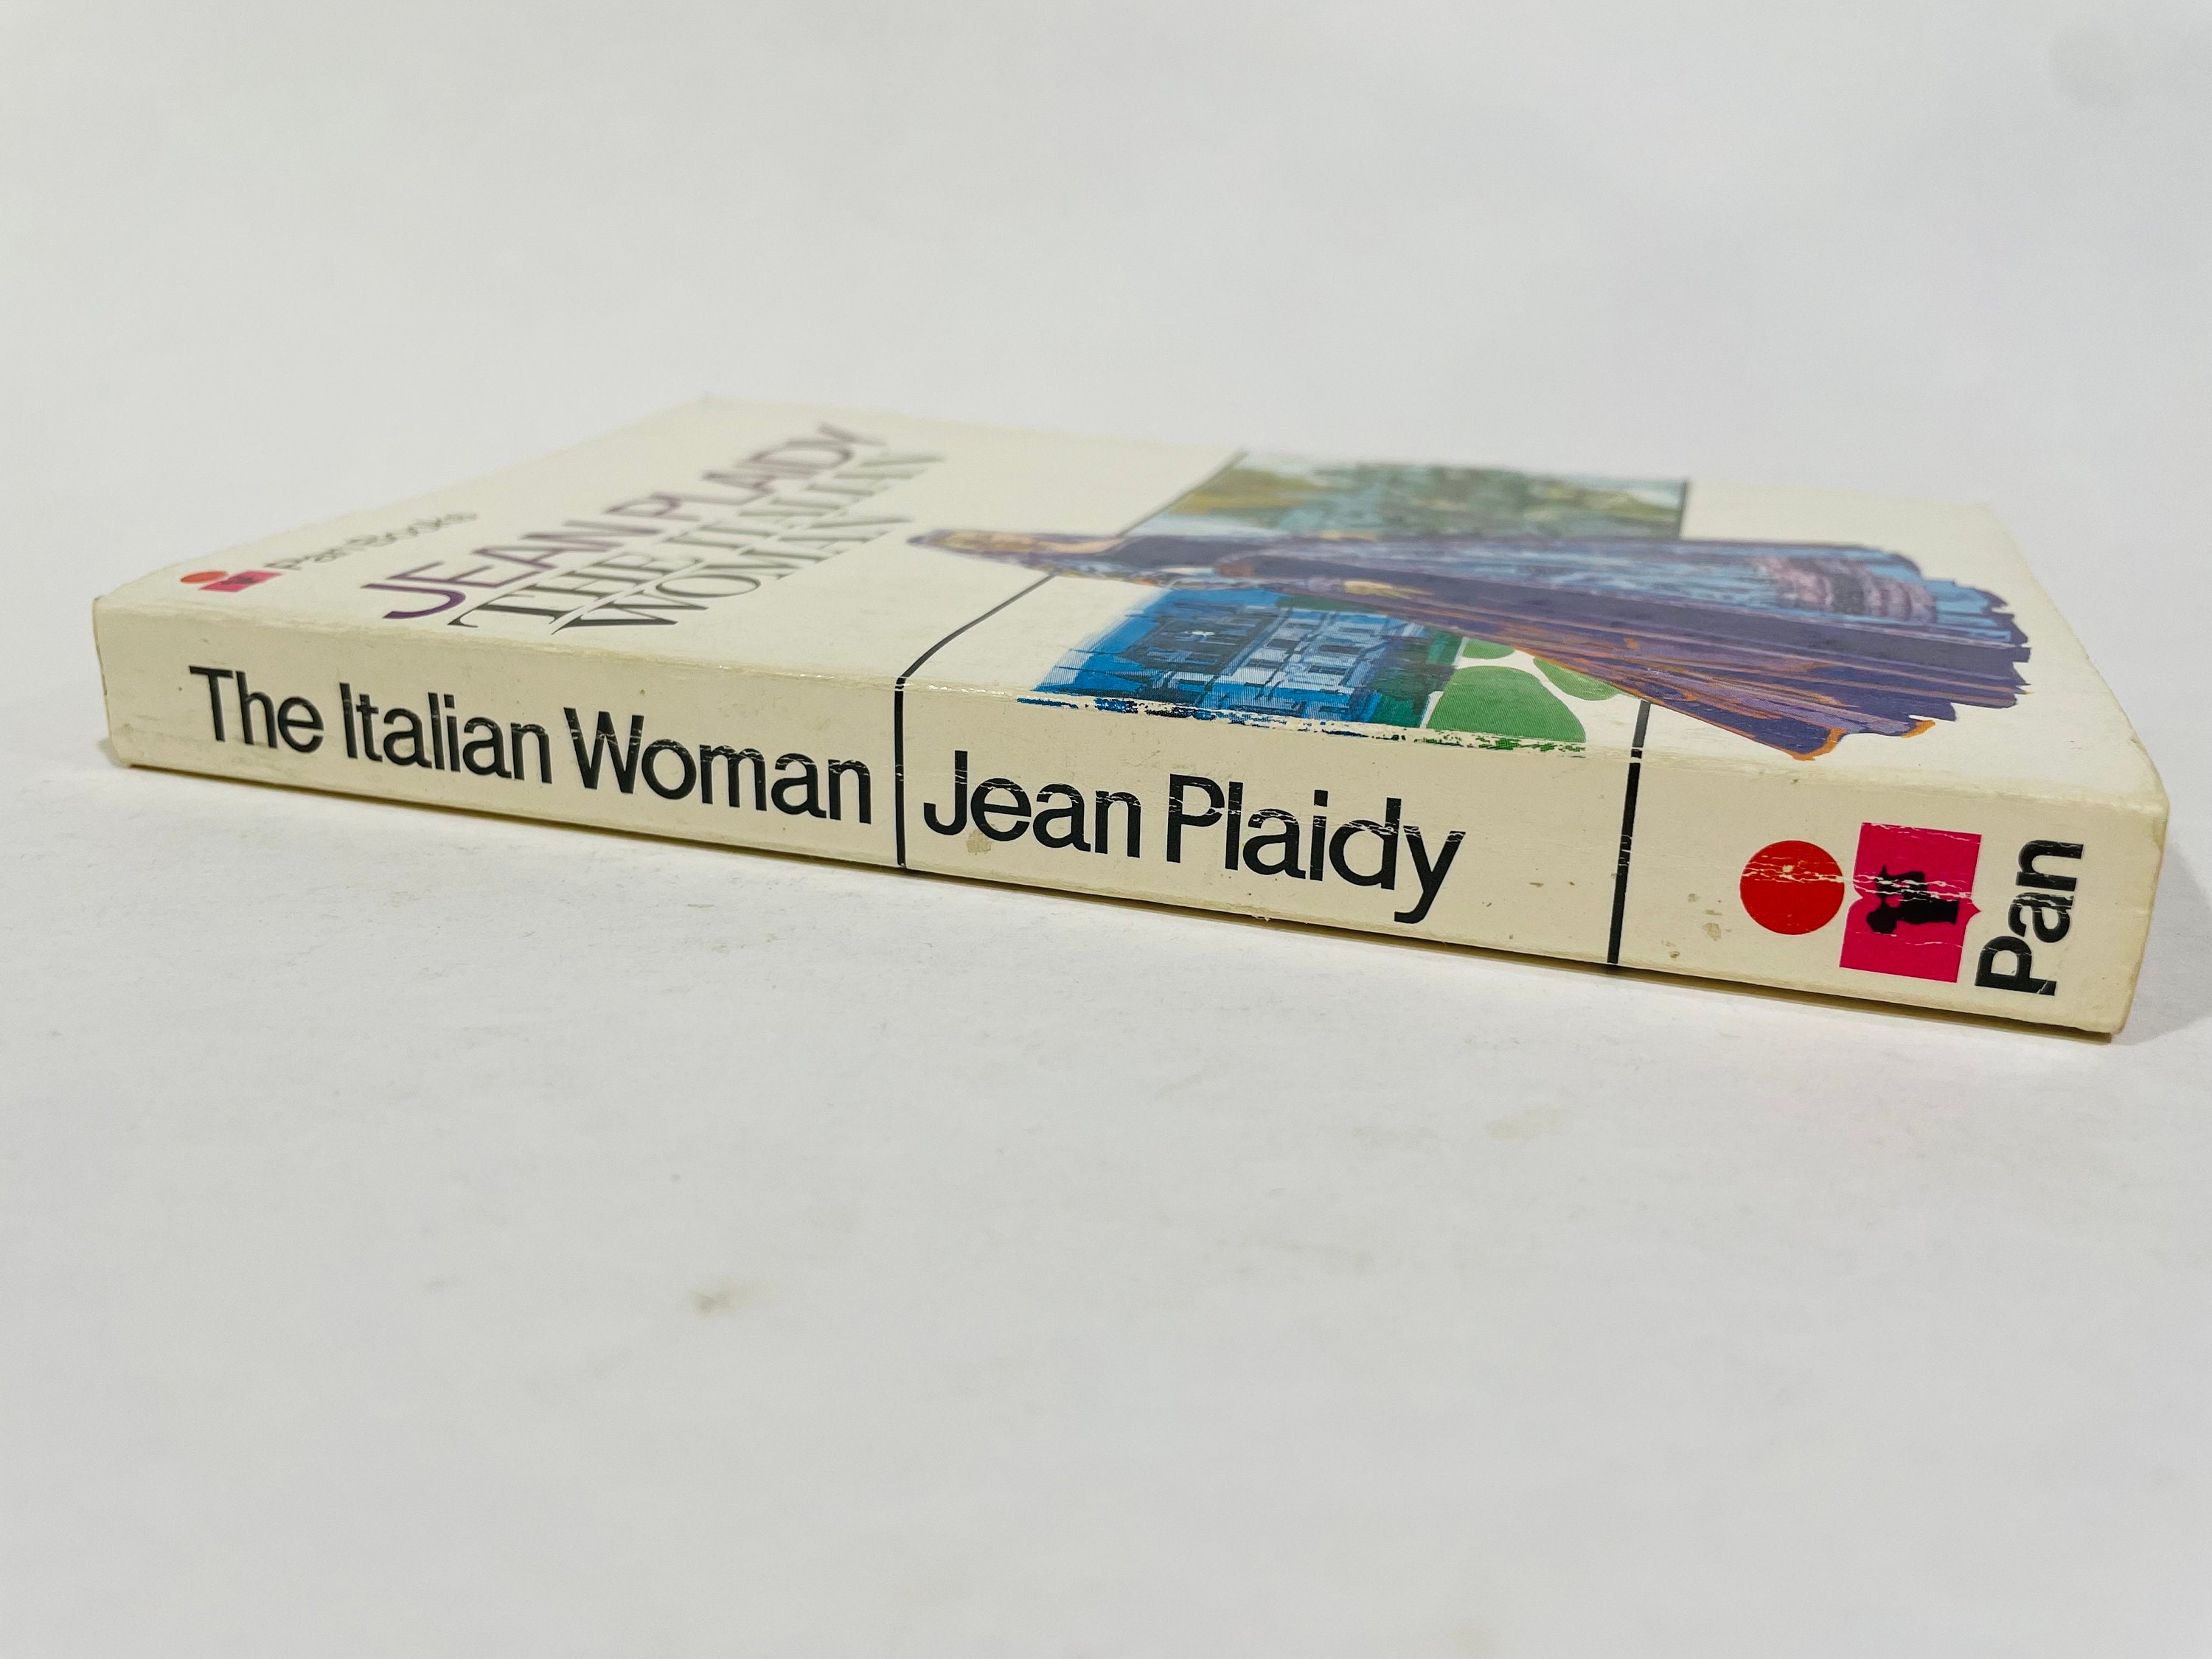 Pan Books
JEAN PLAIDY
THE ITALIAN
WOMAN
The Italian Woman
Jean Plaidy
Pan